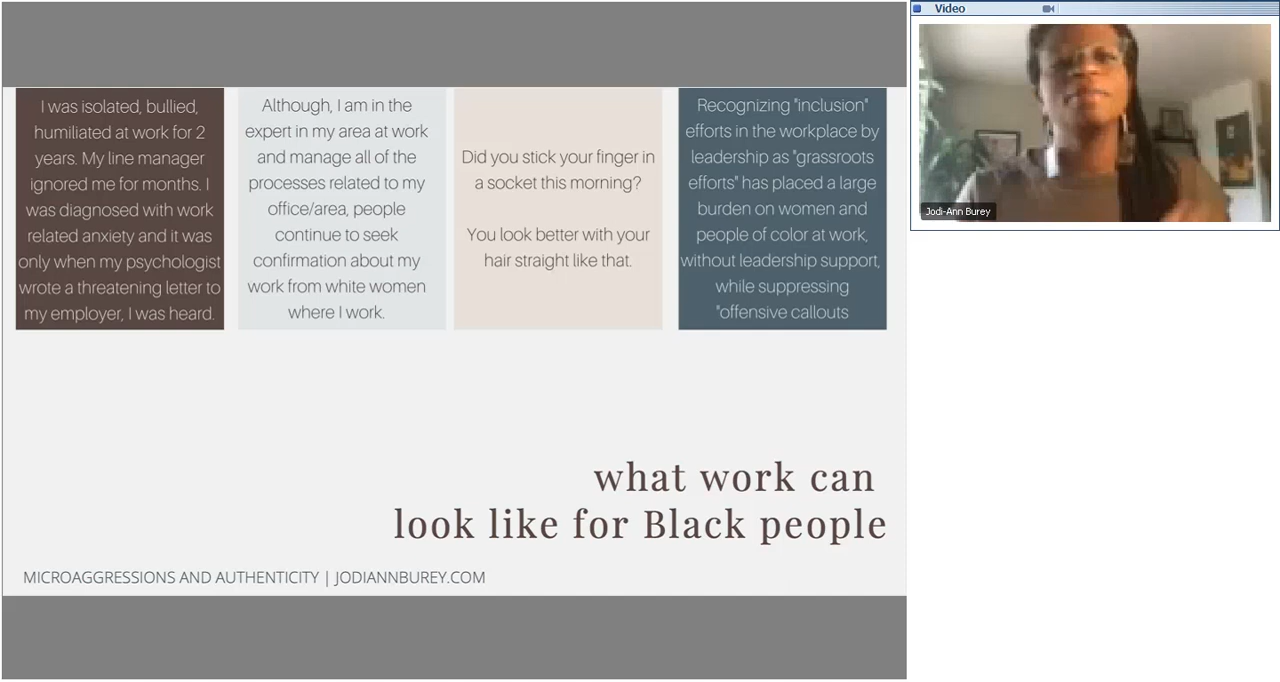 Video
I was isolated, bullied,
humiliated at work for 2
years. My line manager
ignored me for months. I
was diagnosed with work
related anxiety and it was
only when my psychologist
wrote a threatening letter to
my employer, I was heard.
Although, I am in the
expert in my area at work
and manage all of the
processes related to my
office/area, people
continue to seek
confirmation about my
work from white women
where I work.
Did you stick your finger in
a socket this morning?
You look better with your
hair straight like that.
Recognizing "inclusion"
efforts in the workplace by
leadership as "grassroots
efforts" has placed a large
burden on women and
people of color at work,
without leadership support,
while suppressing
"offensive callouts
Jodi-Ann Burey
what work can
look like for Black people
MICROAGGRESSIONS AND AUTHENTICITY | JODIANNBUREY.COM